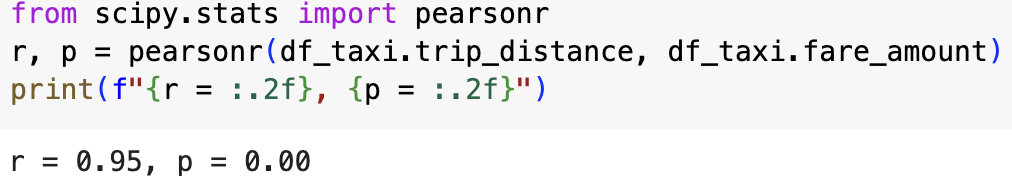 from scipy.stats import pearsonr
r, p = pearsonr(df_taxi.trip_distance, df_taxi.fare_amount)
print(f"{r = :.2f}, {p = :.2f}")
r = 0.95, p = 0.00